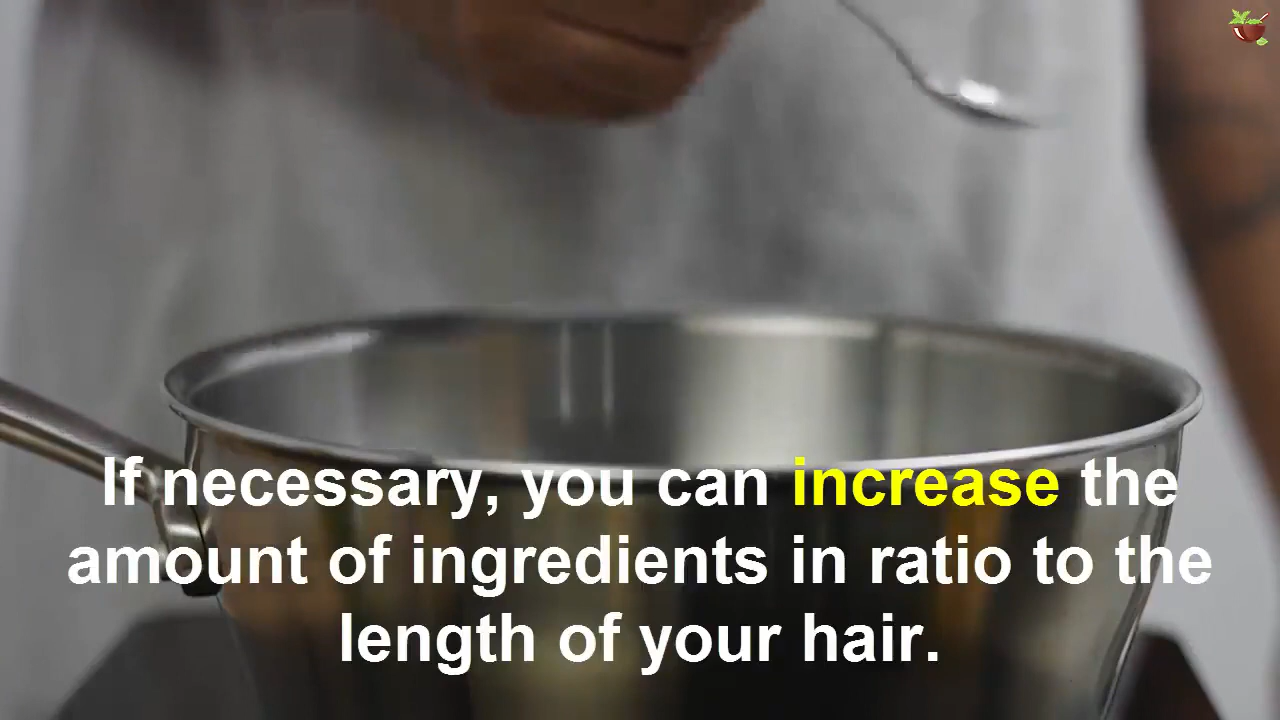 If necessary, you can increase the
amount of ingredients in ratio to the
length of your hair.